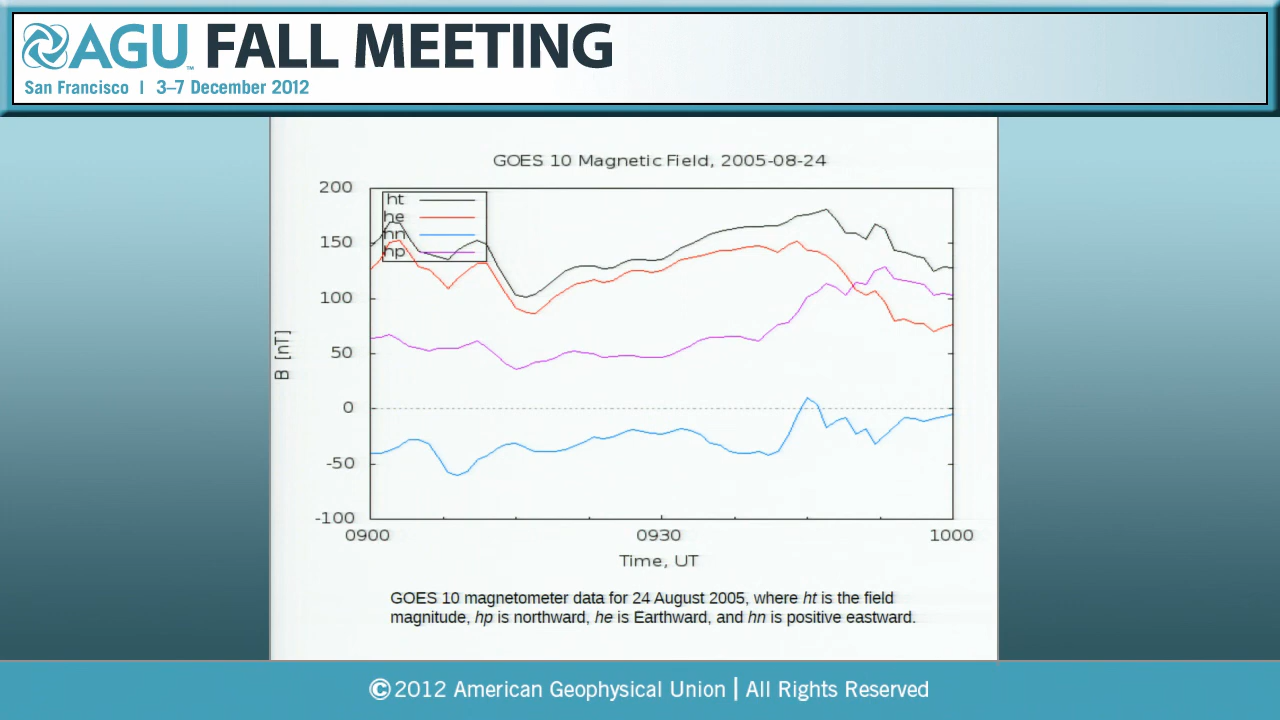 AGU™ FALL MEETING
San Francisco | 3–7 December 2012
GOES 10 Magnetic Field, 2005-08-24
200
150
100
50
0
-50
-100
B [nT]
ht
he
hn
hp
0900
0930
1000
Time, UT
GOES 10 magnetometer data for 24 August 2005, where ht is the field
magnitude, hp is northward, he is Earthward, and hn is positive eastward.
©2012 American Geophysical Union | All Rights Reserved